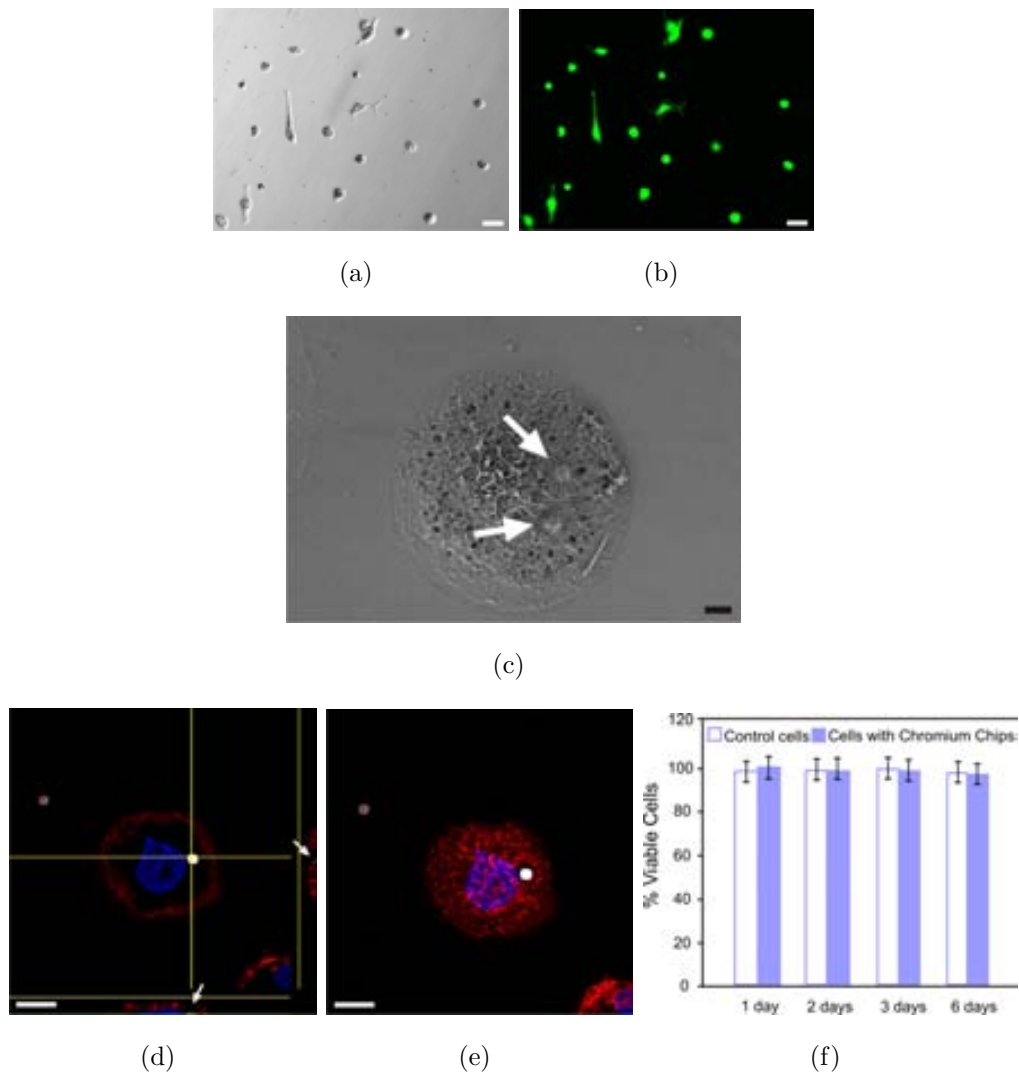 (a)
(b)
(c)
(d)
(e)
(f)
120
100
80
60
40
20
0
% Viable Cells
Control cells
Cells with Chromium Chips
1 day
2 days
3 days
6 days